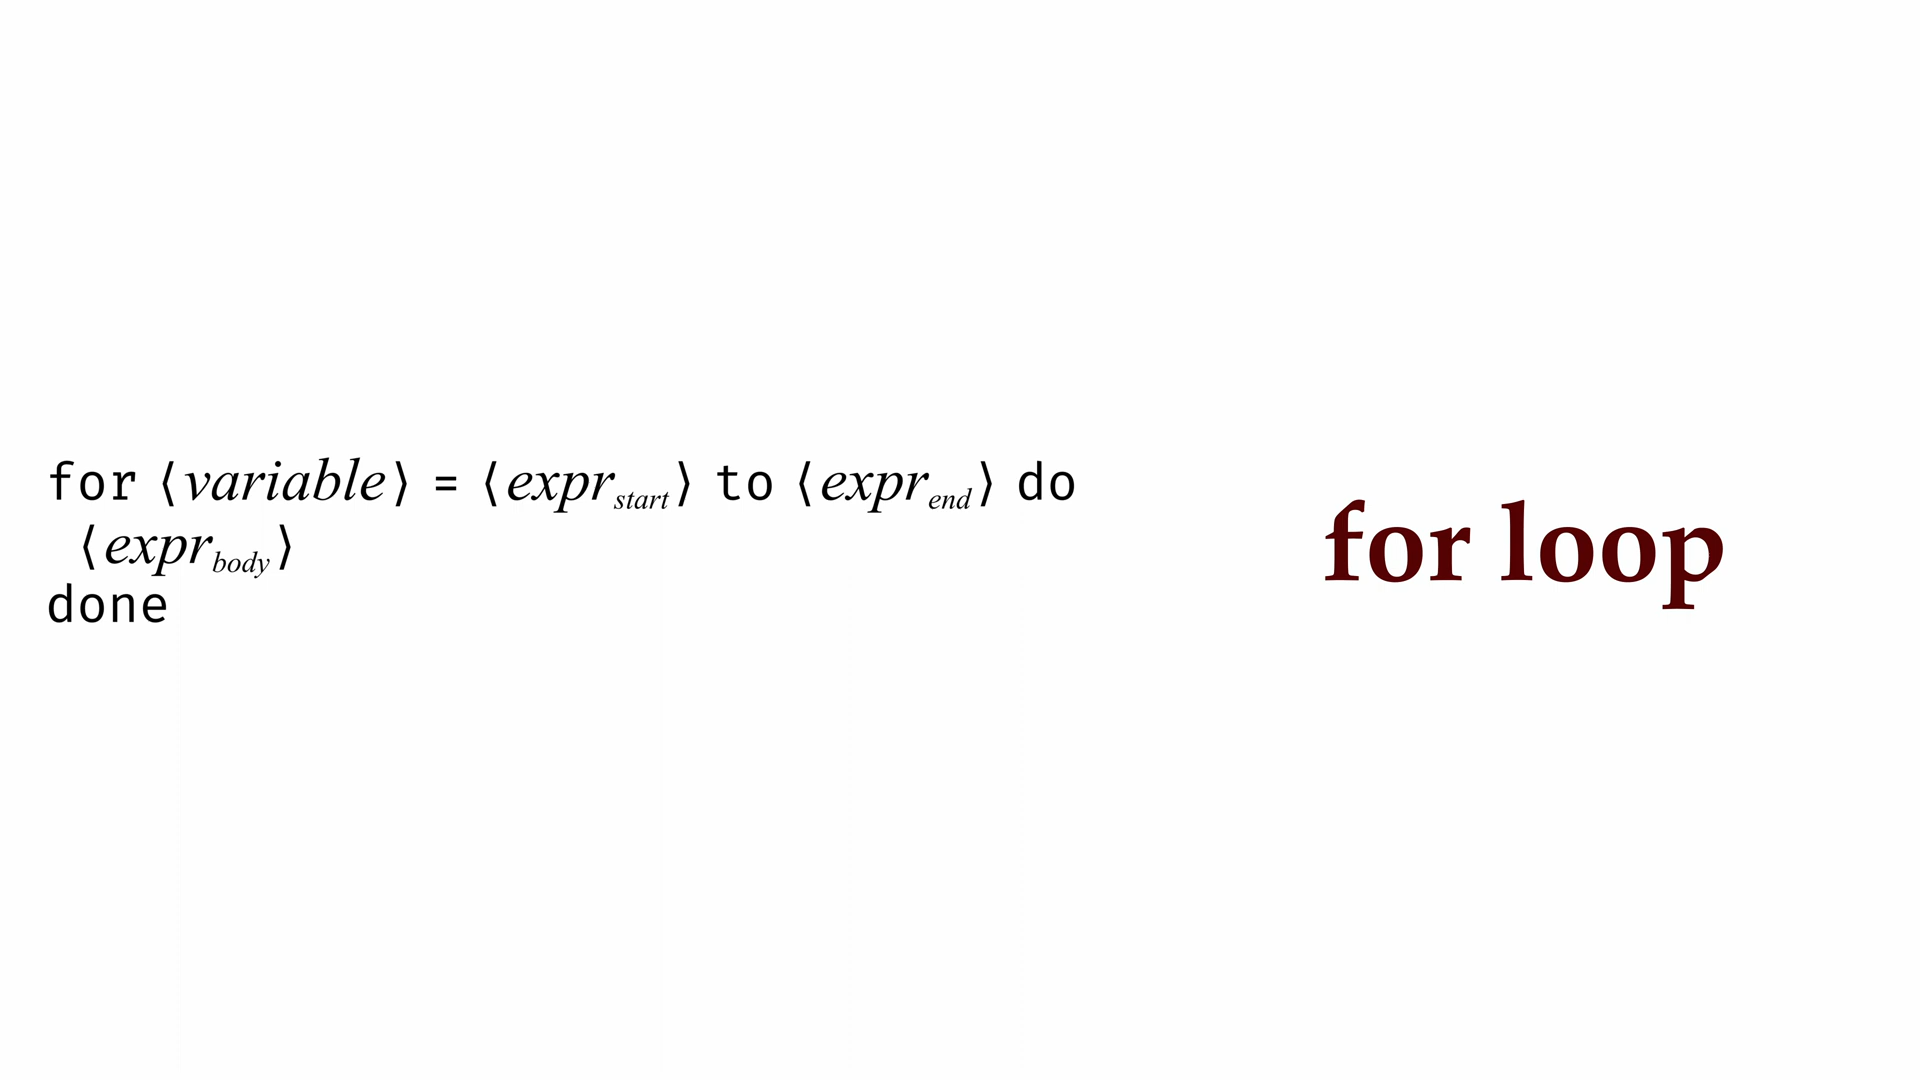 for ⟨variable⟩ = ⟨expr_start⟩ to ⟨expr_end⟩ do
⟨expr_body⟩
done
for loop